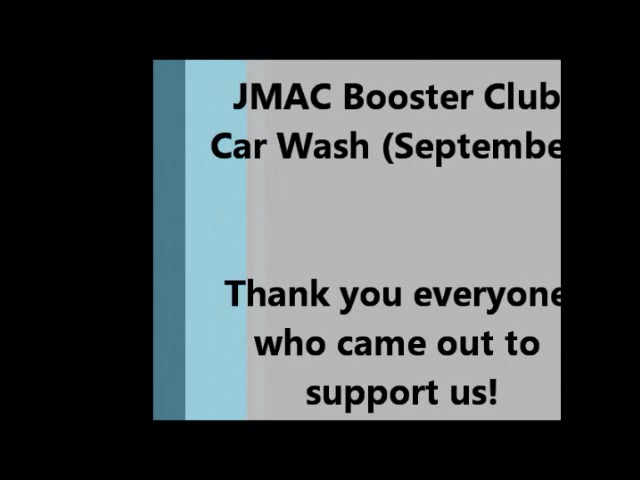 JMAC Booster Club
Car Wash (Septembe
Thank you everyone
who came out to
support us!